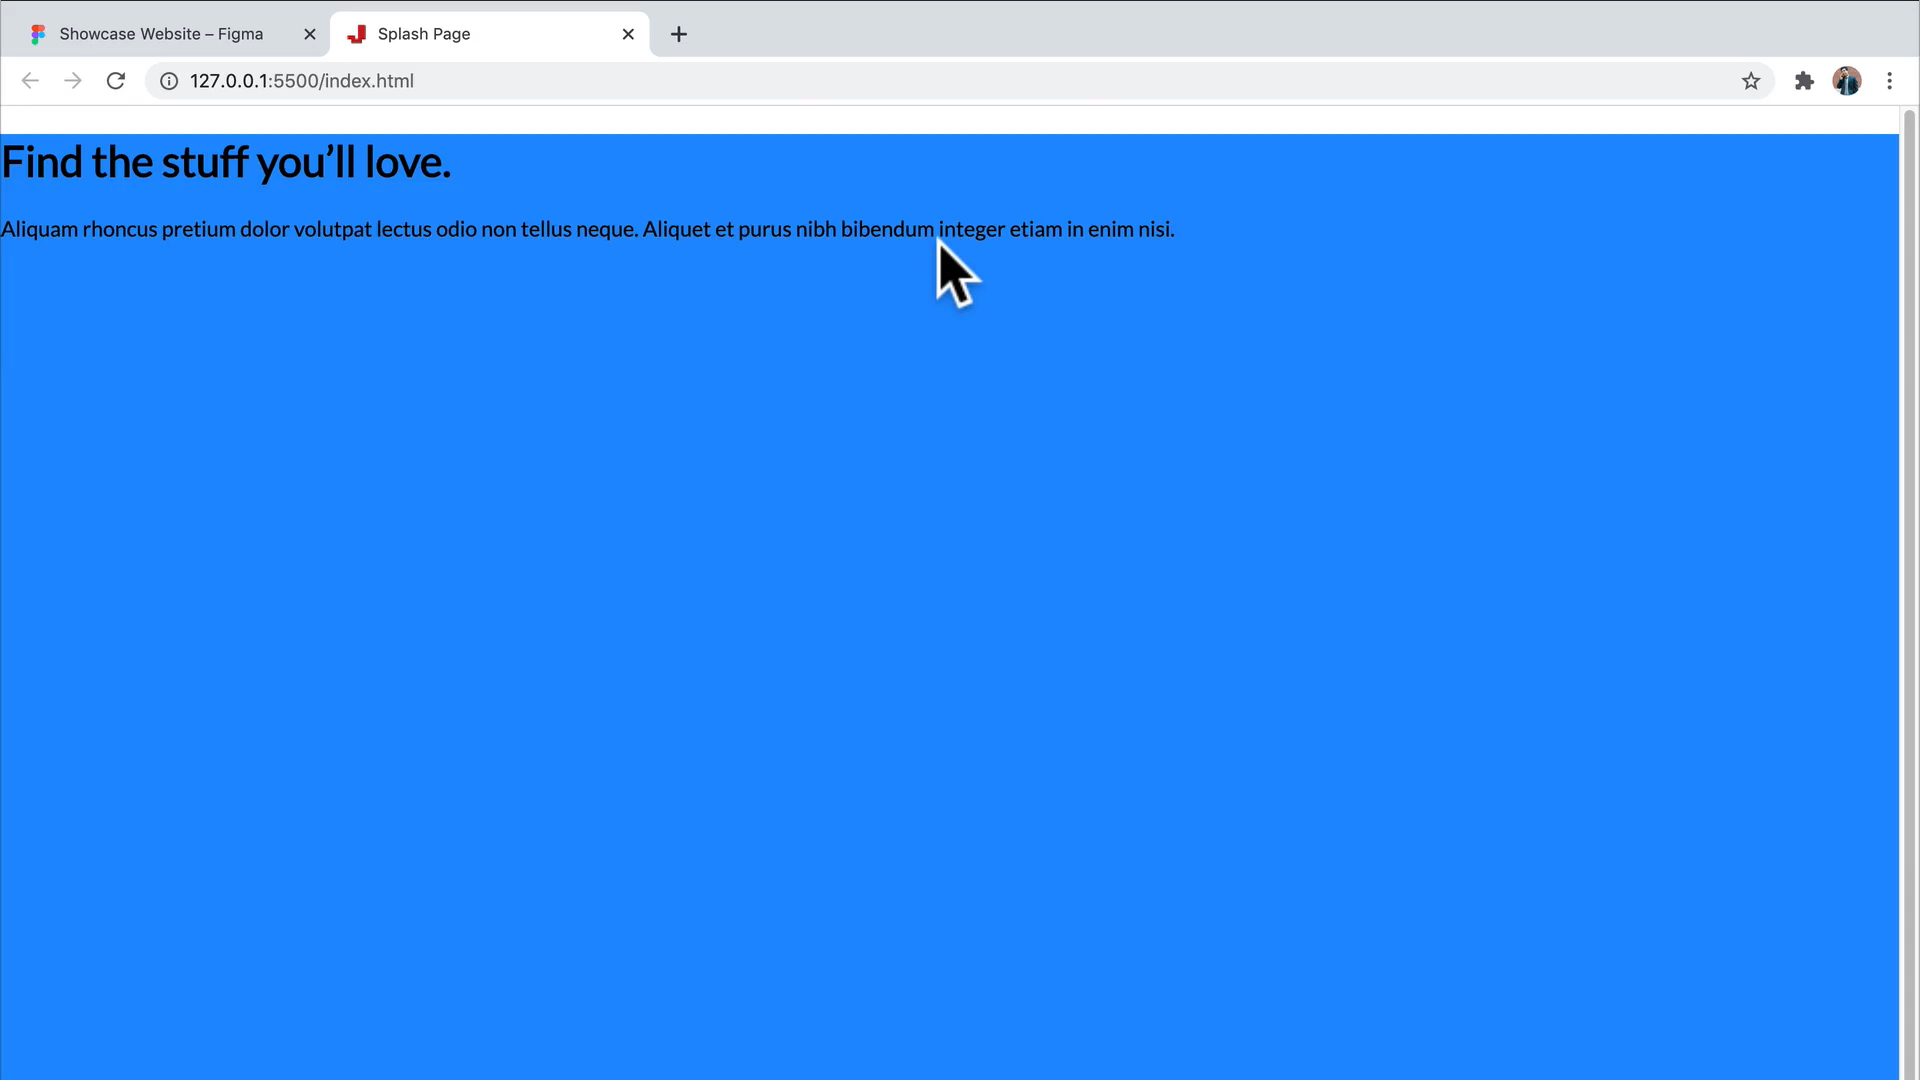 Showcase Website – Figma
Splash Page
127.0.0.1:5500/index.html
Find the stuff you’ll love.
Aliquam rhoncus pretium dolor volutpat lectus odio non tellus neque. Aliquet et purus nibh bibendum integer etiam in enim nisi.